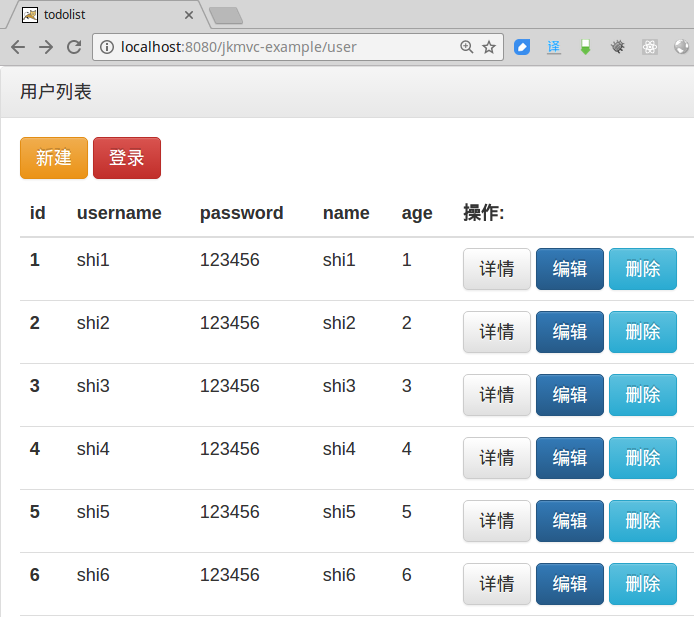 todolist
localhost:8080/jkmvc-example/user
译
用户列表
新建 登录
id username password name age 操作:
1 shi1 123456 shi1 1 详情 编辑 删除
2 shi2 123456 shi2 2 详情 编辑 删除
3 shi3 123456 shi3 3 详情 编辑 删除
4 shi4 123456 shi4 4 详情 编辑 删除
5 shi5 123456 shi5 5 详情 编辑 删除
6 shi6 123456 shi6 6 详情 编辑 删除